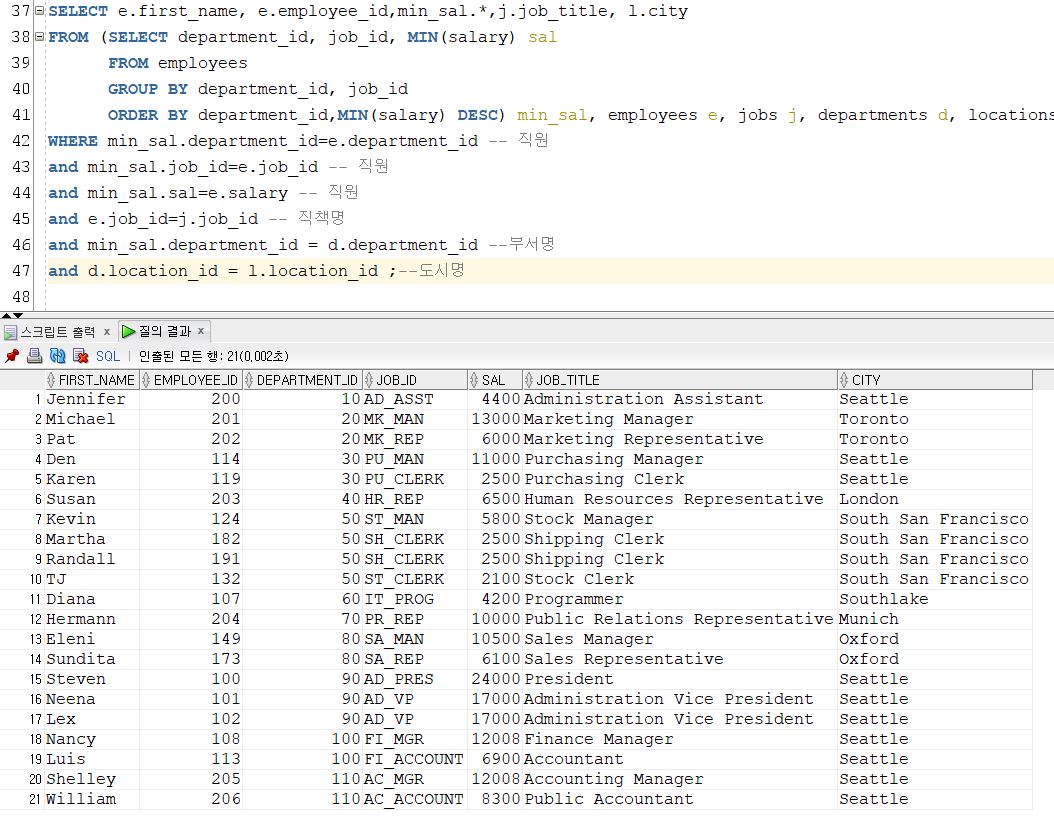 37 SELECT e.first_name, e.employee_id,min_sal.*,j.job_title, l.city
38 FROM (SELECT department_id, job_id, MIN(salary) sal
39 FROM employees
40 GROUP BY department_id, job_id
41 ORDER BY department_id,MIN(salary) DESC) min_sal, employees e, jobs j, departments d, locations
42 WHERE min_sal.department_id=e.department_id -- 직원
43 and min_sal.job_id=e.job_id -- 직원
44 and min_sal.sal=e.salary -- 직원
45 and e.job_id=j.job_id -- 직책명
46 and min_sal.department_id = d.department_id --부서명
47 and d.location_id = l.location_id ;--도시명
48
스크립트 출력 x 질의 결과 x
SQL | 인출된 모든 행: 21(0,002초)
FIRST_NAME EMPLOYEE_ID DEPARTMENT_ID JOB_ID SAL JOB_TITLE CITY
1 Jennifer 200 10 AD_ASST 4400 Administration Assistant Seattle
2 Michael 201 20 MK_MAN 13000 Marketing Manager Toronto
3 Pat 202 20 MK_REP 6000 Marketing Representative Toronto
4 Den 114 30 PU_MAN 11000 Purchasing Manager Seattle
5 Karen 119 30 PU_CLERK 2500 Purchasing Clerk Seattle
6 Susan 203 40 HR_REP 6500 Human Resources Representative London
7 Kevin 124 50 ST_MAN 5800 Stock Manager South San Francisco
8 Martha 182 50 SH_CLERK 2500 Shipping Clerk South San Francisco
9 Randall 191 50 SH_CLERK 2500 Shipping Clerk South San Francisco
10 TJ 132 50 ST_CLERK 2100 Stock Clerk South San Francisco
11 Diana 107 60 IT_PROG 4200 Programmer Southlake
12 Hermann 204 70 PR_REP 10000 Public Relations Representative Munich
13 Eleni 149 80 SA_MAN 10500 Sales Manager Oxford
14 Sundita 173 80 SA_REP 6100 Sales Representative Oxford
15 Steven 100 90 AD_PRES 24000 President Seattle
16 Neena 101 90 AD_VP 17000 Administration Vice President Seattle
17 Lex 102 90 AD_VP 17000 Administration Vice President Seattle
18 Nancy 108 100 FI_MGR 12008 Finance Manager Seattle
19 Luis 113 100 FI_ACCOUNT 6900 Accountant Seattle
20 Shelley 205 110 AC_MGR 12008 Accounting Manager Seattle
21 William 206 110 AC_ACCOUNT 8300 Public Accountant Seattle